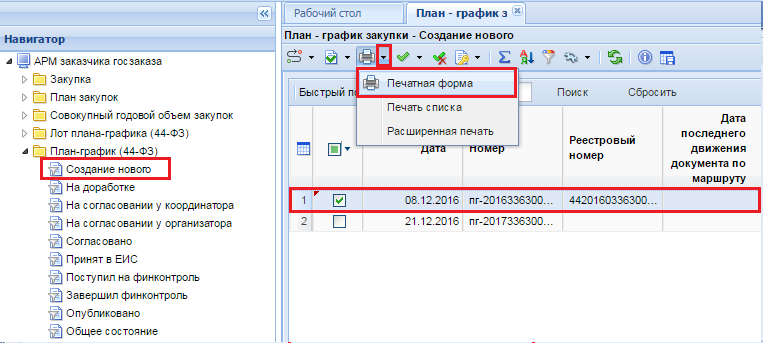 Навигатор
АРМ заказчика госзаказа
Закупка
План закупок
Совокупный годовой объем закупок
Лот плана-графика (44-ФЗ)
План-график (44-ФЗ)
Создание нового
На доработке
На согласовании у координатора
На согласовании у организатора
Согласовано
Принят в ЕИС
Поступил на финконтроль
Завершил финконтроль
Опубликовано
Общее состояние
Рабочий стол
План - график з
План - график закупки - Создание нового
Быстрый по
Поиск
Сбросить
Печатная форма
Печать списка
Расширенная печать
Дата
Номер
Реестровый
номер
Дата
последнего
движения
документа по
маршруту
1 08.12.2016 пг-2016336300... 4420160336300...
2 21.12.2016 пг-2017336300...